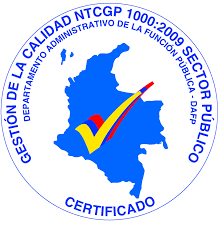 GESTIÓN DE LA CALIDAD NTCGP 1000:2009 SECTOR PÚBLICO
DEPARTAMENTO ADMINISTRATIVO DE LA FUNCIÓN PÚBLICA - DAFP
CERTIFICADO